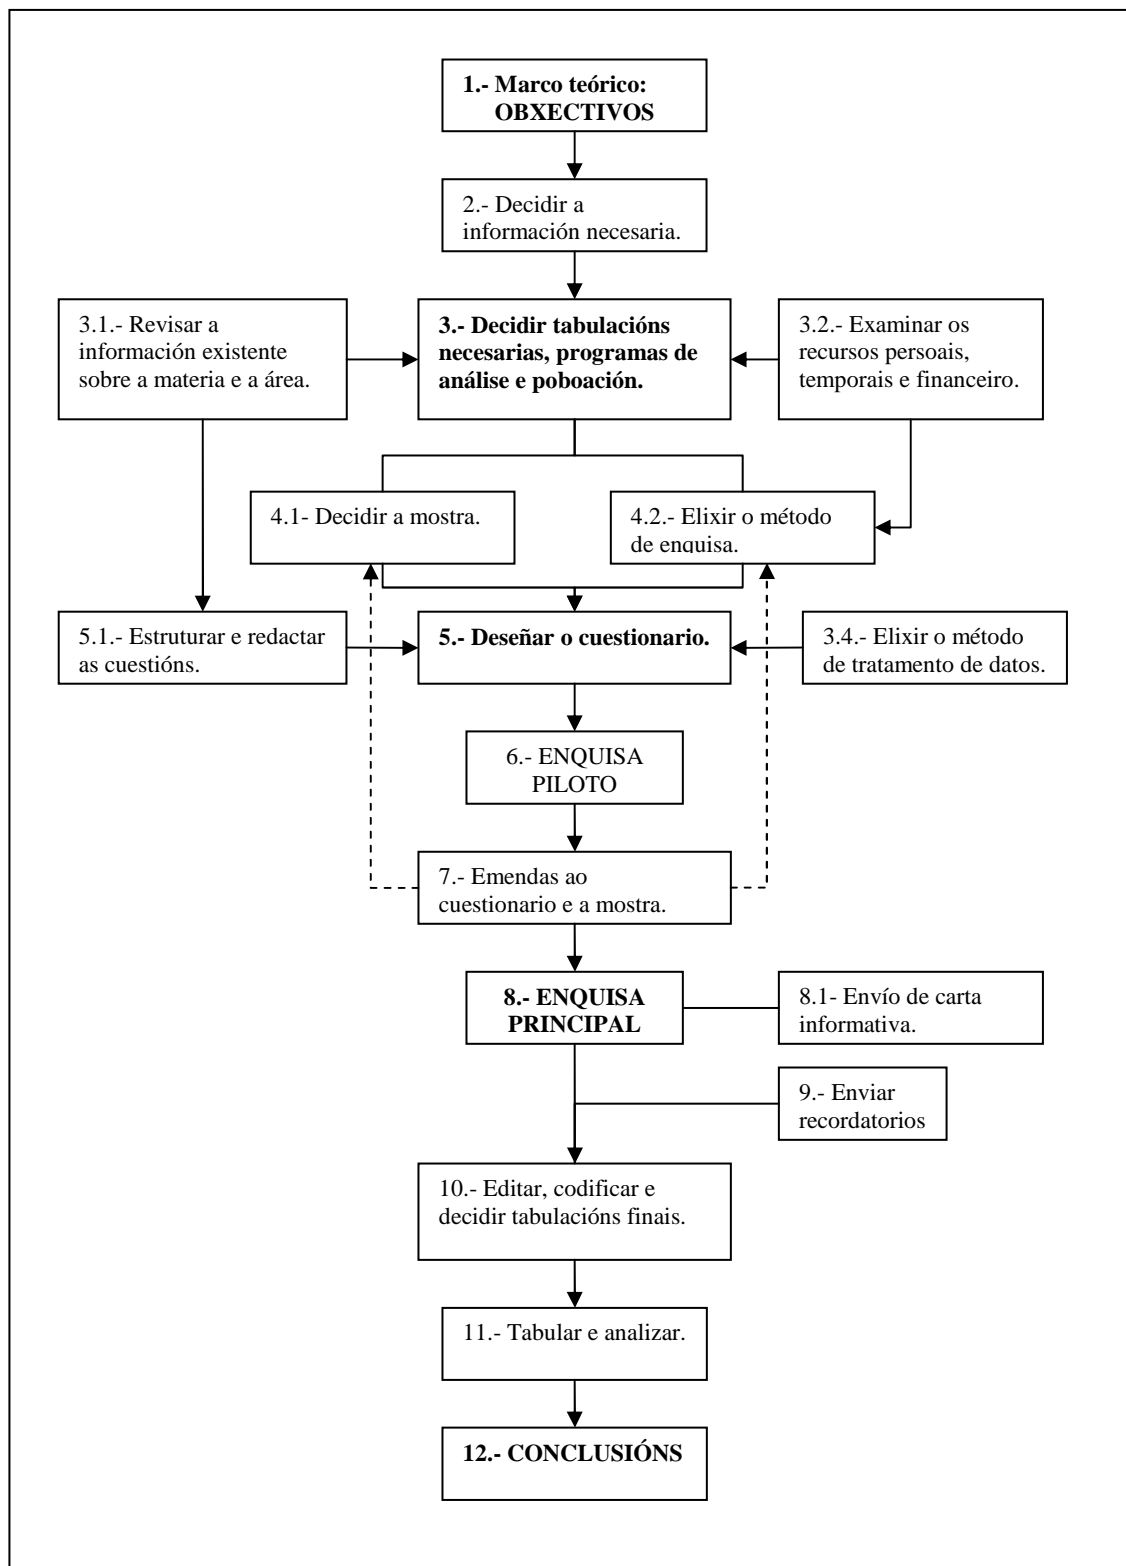 1.- Marco teórico:
OBXECTIVOS
2.- Decidir a
información necesaria.
3.1.- Revisar a
información existente
sobre a materia e a área.
3.- Decidir tabulacións
necesarias, programas de
análise e poboación.
3.2.- Examinar os
recursos persoais,
temporais e financeiro.
4.1- Decidir a mostra.
4.2.- Elixir o método
de enquisa.
5.1.- Estruturar e redactar
as cuestións.
5.- Deseñar o cuestionario.
3.4.- Elixir o método
de tratamento de datos.
6.- ENQUISA
PILOTO
7.- Emendas ao
cuestionario e a mostra.
8.- ENQUISA
PRINCIPAL
8.1- Envío de carta
informativa.
9.- Enviar
recordatorios
10.- Editar, codificar e
decidir tabulacións finais.
11.- Tabular e analizar.
12.- CONCLUSIÓNS